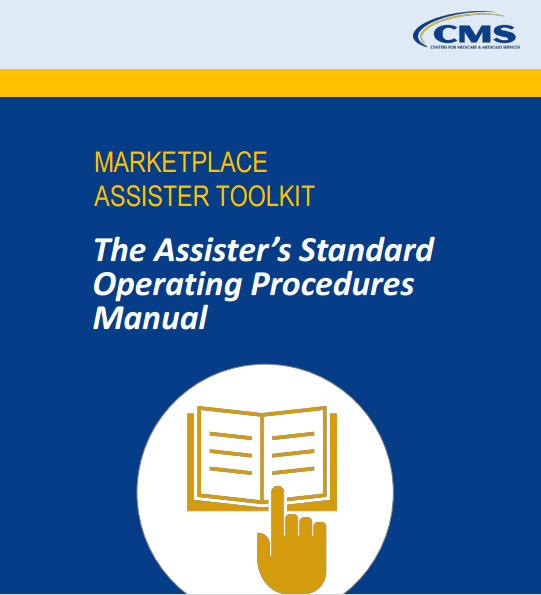 CMS
CENTERS FOR MEDICARE & MEDICAID SERVICES
MARKETPLACE
ASSISTER TOOLKIT
The Assister’s Standard
Operating Procedures
Manual